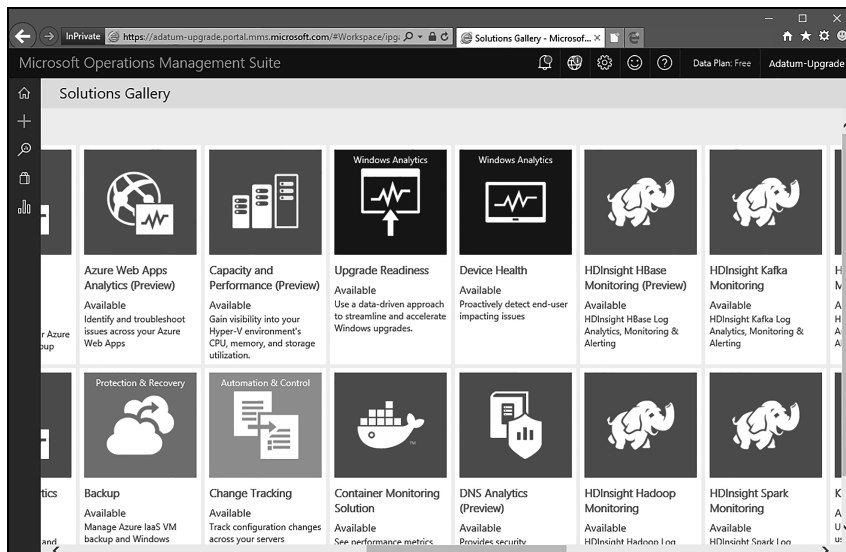 InPrivate
https://adatum-upgrade.portal.mms.microsoft.com/#Workspace/ipg
Solutions Gallery - Microsof...
Microsoft Operations Management Suite
Data Plan: Free
Adatum-Upgrade
Solutions Gallery
r Azure
oup
Azure Web Apps
Analytics (Preview)
Available
Identify and troubleshoot
issues across your Azure
Web Apps
Capacity and
Performance (Preview)
Available
Gain visibility into your
Hyper-V environment's
CPU, memory, and storage
utilization.
Windows Analytics
Upgrade Readiness
Available
Use a data-driven approach
to streamline and accelerate
Windows upgrades.
Windows Analytics
Device Health
Available
Proactively detect end-user
impacting issues
HDInsight HBase
Monitoring (Preview)
Available
HDInsight HBase Log
Analytics, Monitoring &
Alerting
HDInsight Kafka
Monitoring
Available
HDInsight Kafka Log
Analytics, Monitoring &
Alerting
tics
and
Protection & Recovery
Backup
Available
Manage Azure IaaS VM
backup and Windows
Automation & Control
Change Tracking
Available
Track configuration changes
across your servers
TM
Container Monitoring
Solution
Available
See performance metrics
DNS Analytics
(Preview)
Available
Provides security
HDInsight Hadoop
Monitoring
Available
HDInsight Hadoop Log
HDInsight Spark
Monitoring
Available
HDInsight Spark Log